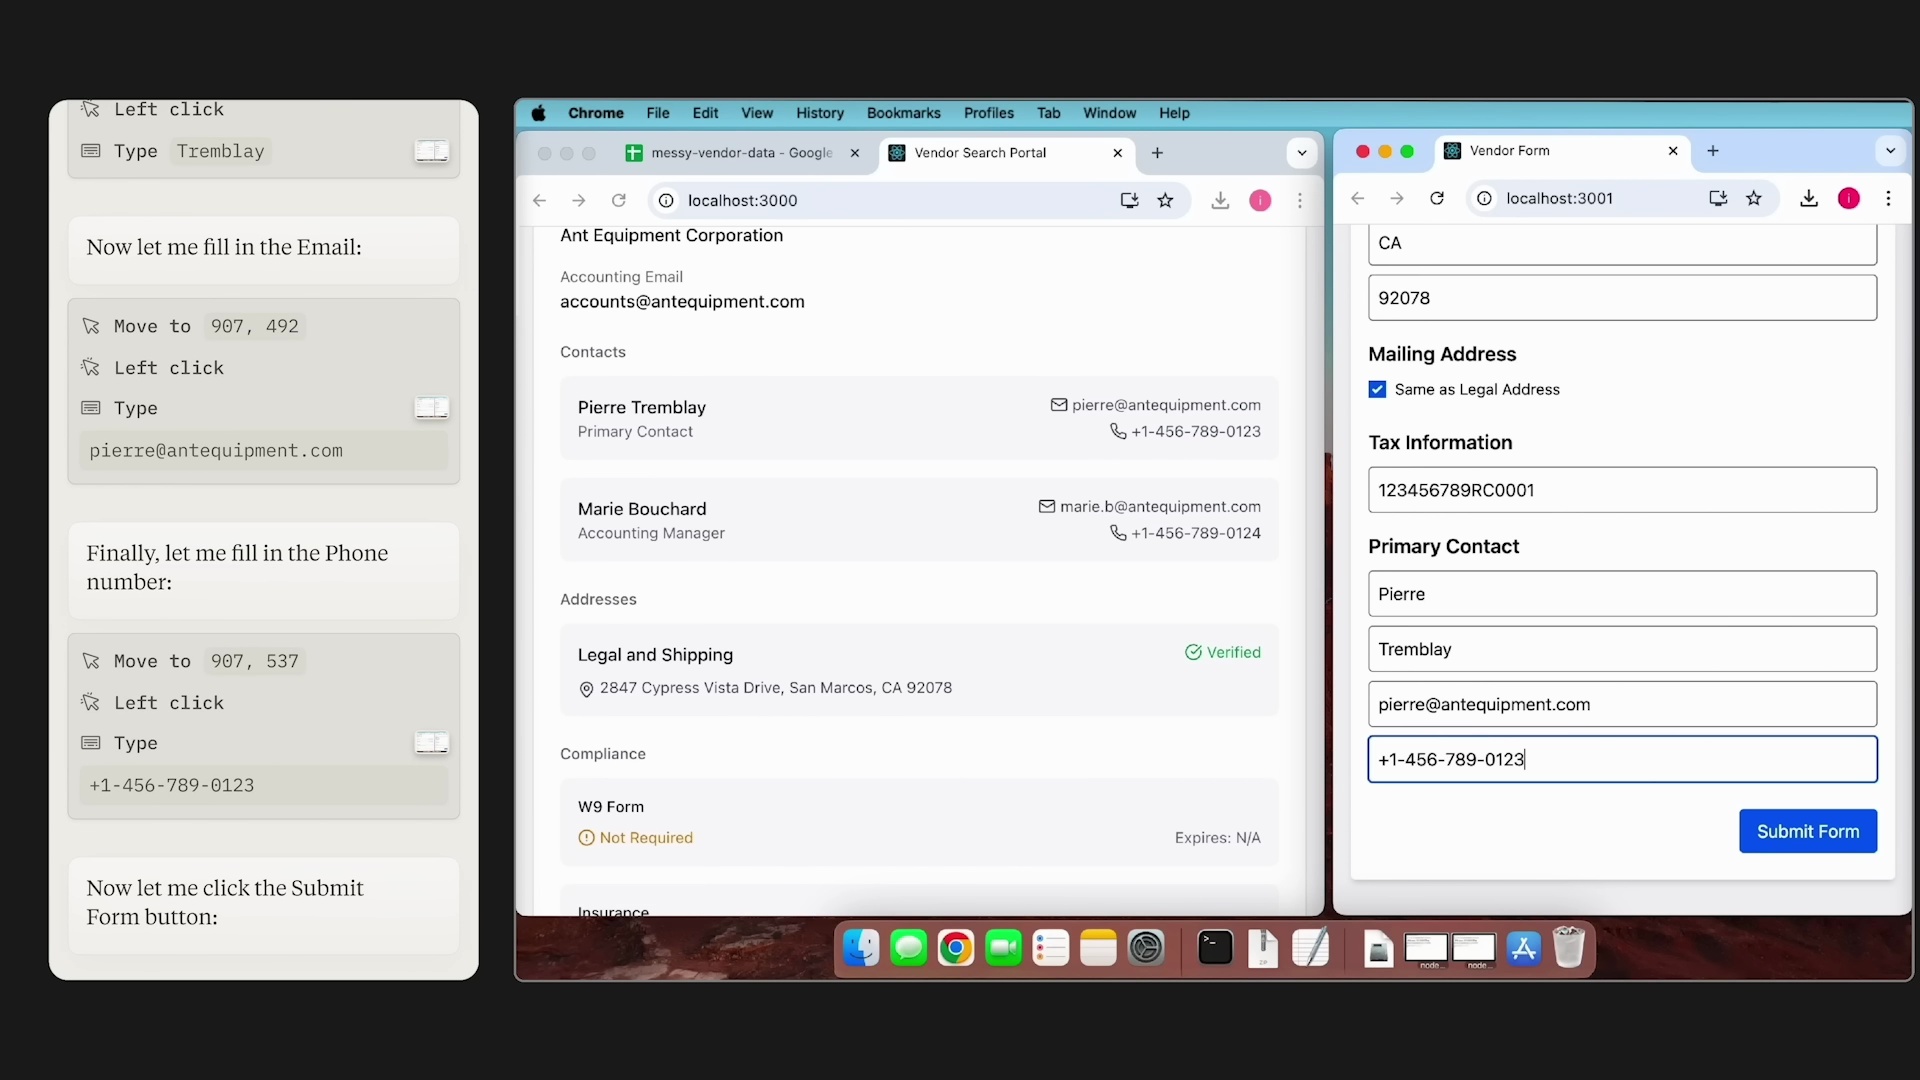 Left click
Type Tremblay
Now let me fill in the Email:
Move to 907, 492
Left click
Type
pierre@antequipment.com
Finally, let me fill in the Phone
number:
Move to 907, 537
Left click
Type
+1-456-789-0123
Now let me click the Submit
Form button:
Chrome File Edit View History Bookmarks Profiles Tab Window Help
messy-vendor-data - Google
Vendor Search Portal
localhost:3000
Ant Equipment Corporation
Accounting Email
accounts@antequipment.com
Contacts
Pierre Tremblay
pierre@antequipment.com
Primary Contact
+1-456-789-0123
Marie Bouchard
marie.b@antequipment.com
Accounting Manager
+1-456-789-0124
Addresses
Legal and Shipping
Verified
2847 Cypress Vista Drive, San Marcos, CA 92078
Compliance
W9 Form
Not Required
Expires: N/A
Insurance
Vendor Form
localhost:3001
CA
92078
Mailing Address
Same as Legal Address
Tax Information
123456789RC0001
Primary Contact
Pierre
Tremblay
pierre@antequipment.com
+1-456-789-0123
Submit Form
ZIP
node
node